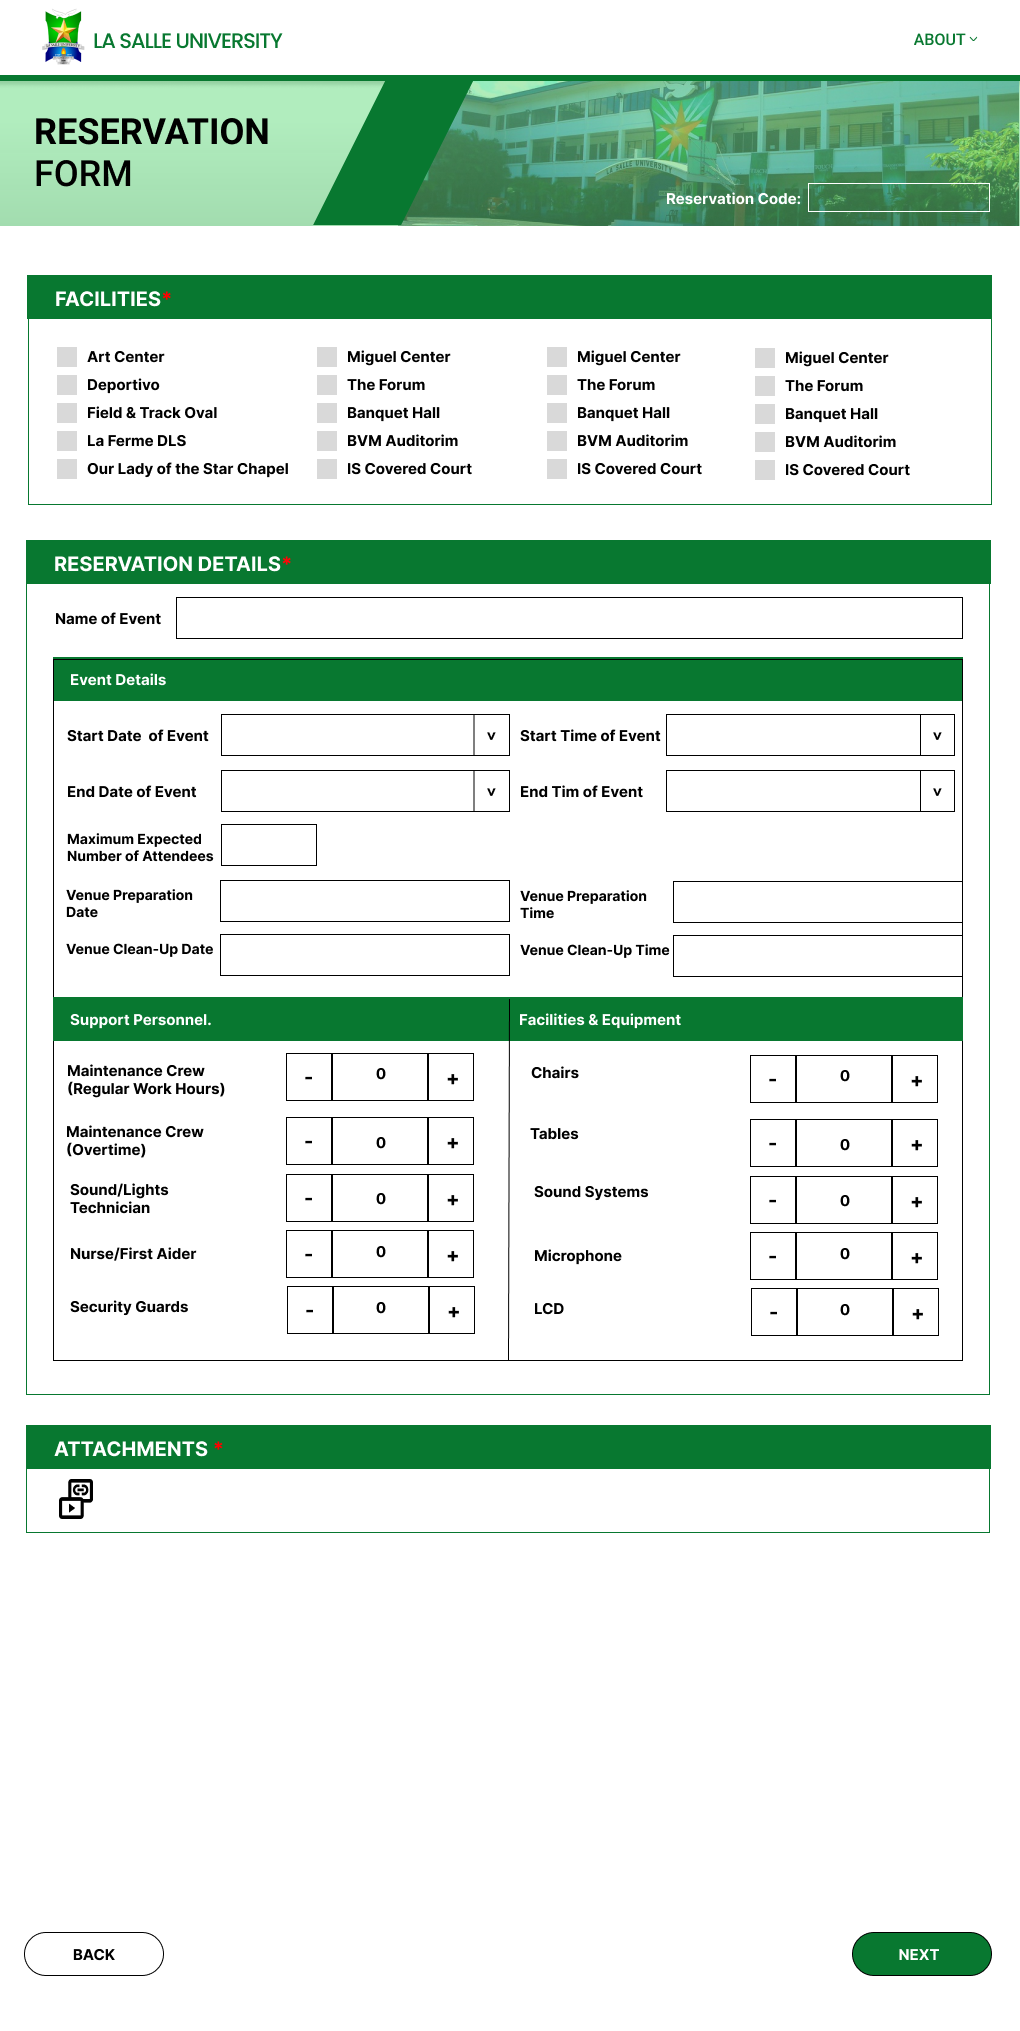 LA SALLE UNIVERSITY
ABOUT
RESERVATION
FORM
LA SALLE UNIVERSITY
Reservation Code:
FACILITIES*
Art Center
Deportivo
Field & Track Oval
La Ferme DLS
Our Lady of the Star Chapel
Miguel Center
The Forum
Banquet Hall
BVM Auditorim
IS Covered Court
Miguel Center
The Forum
Banquet Hall
BVM Auditorim
IS Covered Court
Miguel Center
The Forum
Banquet Hall
BVM Auditorim
IS Covered Court
RESERVATION DETAILS*
Name of Event
Event Details
Start Date of Event v Start Time of Event v
End Date of Event v End Tim of Event v
Maximum Expected
Number of Attendees
Venue Preparation
Date
Venue Preparation
Time
Venue Clean-Up Date Venue Clean-Up Time
Support Personnel.
Maintenance Crew
(Regular Work Hours)
- 0 +
Maintenance Crew
(Overtime)
- 0 +
Sound/Lights
Technician
- 0 +
Nurse/First Aider - 0 +
Security Guards - 0 +
Facilities & Equipment
Chairs - 0 +
Tables - 0 +
Sound Systems - 0 +
Microphone - 0 +
LCD - 0 +
ATTACHMENTS *
BACK
NEXT